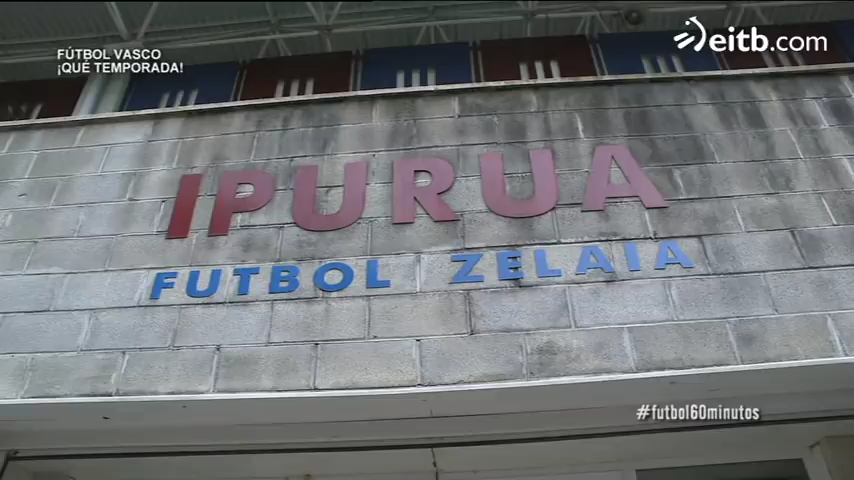 FÚTBOL VASCO
¡QUÉ TEMPORADA!
eitb.com
IPURUA
FUTBOL ZELAIA
#futbol60minutos